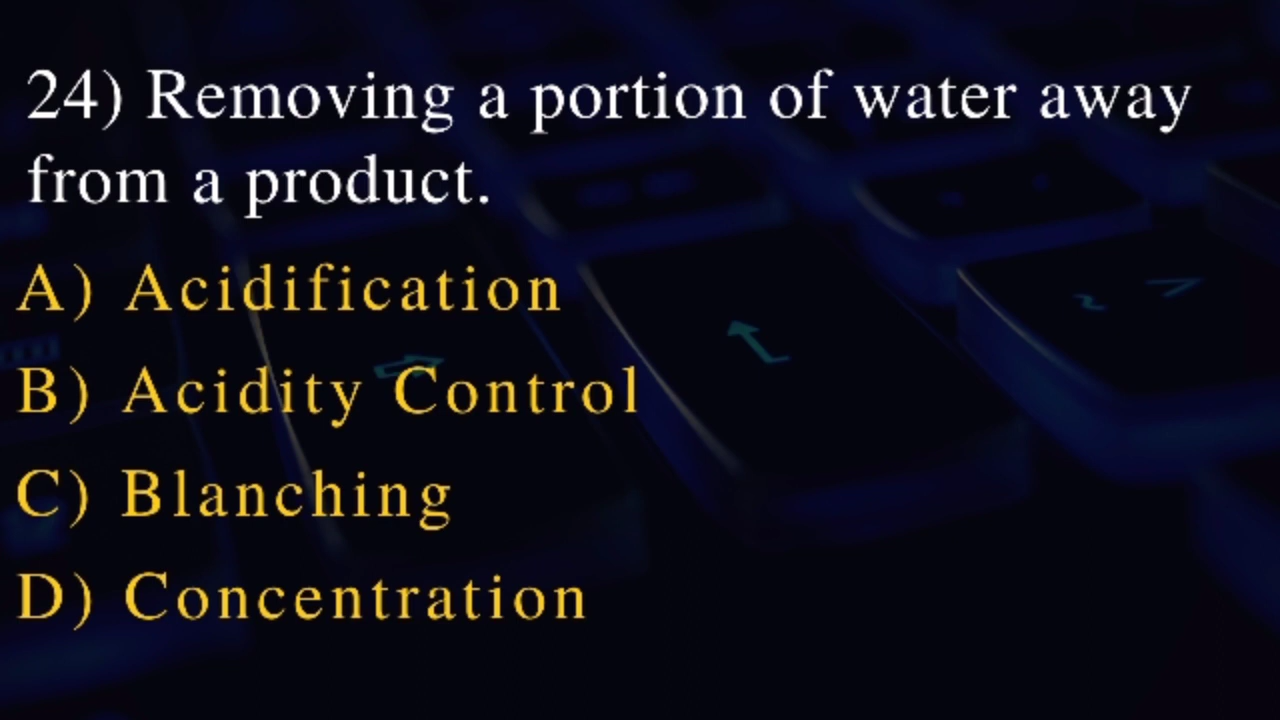 24) Removing a portion of water away
from a product.
A) Acidification
B) Acidity Control
C) Blanching
D) Concentration